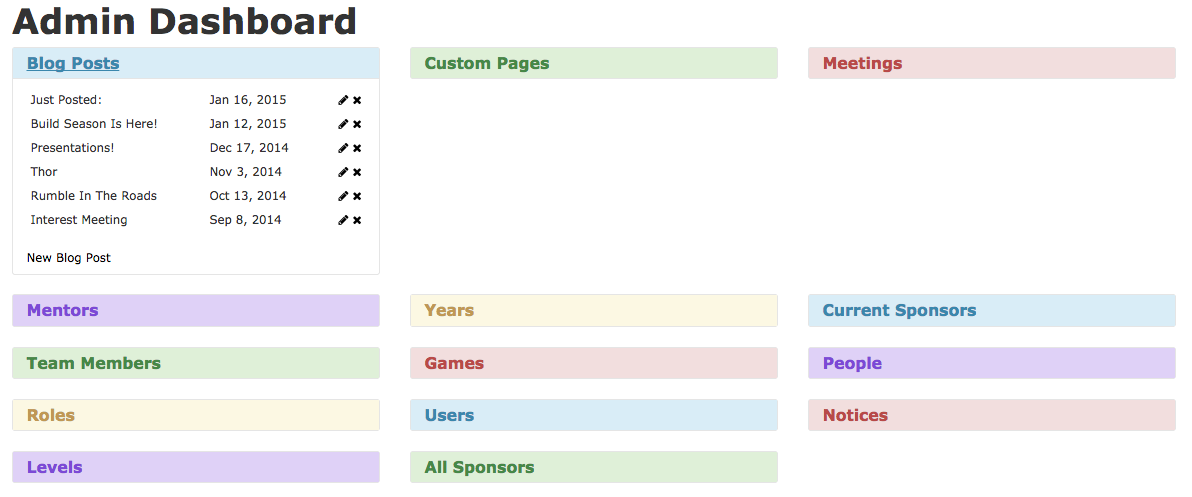 Admin Dashboard
Blog Posts
Just Posted: Jan 16, 2015
Build Season Is Here! Jan 12, 2015
Presentations! Dec 17, 2014
Thor Nov 3, 2014
Rumble In The Roads Oct 13, 2014
Interest Meeting Sep 8, 2014
New Blog Post
Custom Pages
Meetings
Mentors
Years
Current Sponsors
Team Members
Games
People
Roles
Users
Notices
Levels
All Sponsors